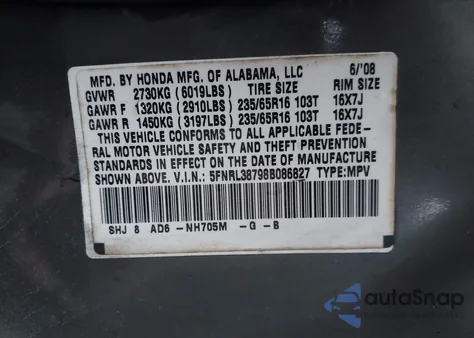 MFD. BY HONDA MFG. OF ALABAMA, LLC 6/'08
GVWR 2730KG (6019LBS) TIRE SIZE RIM SIZE
GAWR F 1320KG (2910LBS) 235/65R16 103T 16X7J
GAWR R 1450KG (3197LBS) 235/65R16 103T 16X7J
THIS VEHICLE CONFORMS TO ALL APPLICABLE FEDE-
RAL MOTOR VEHICLE SAFETY AND THEFT PREVENTION
STANDARDS IN EFFECT ON THE DATE OF MANUFACTURE
SHOWN ABOVE. V.I.N.: 5FNRL38798B086827 TYPE:MPV
SHJ 8 AD6 -NH705M -G -B
autoSnap